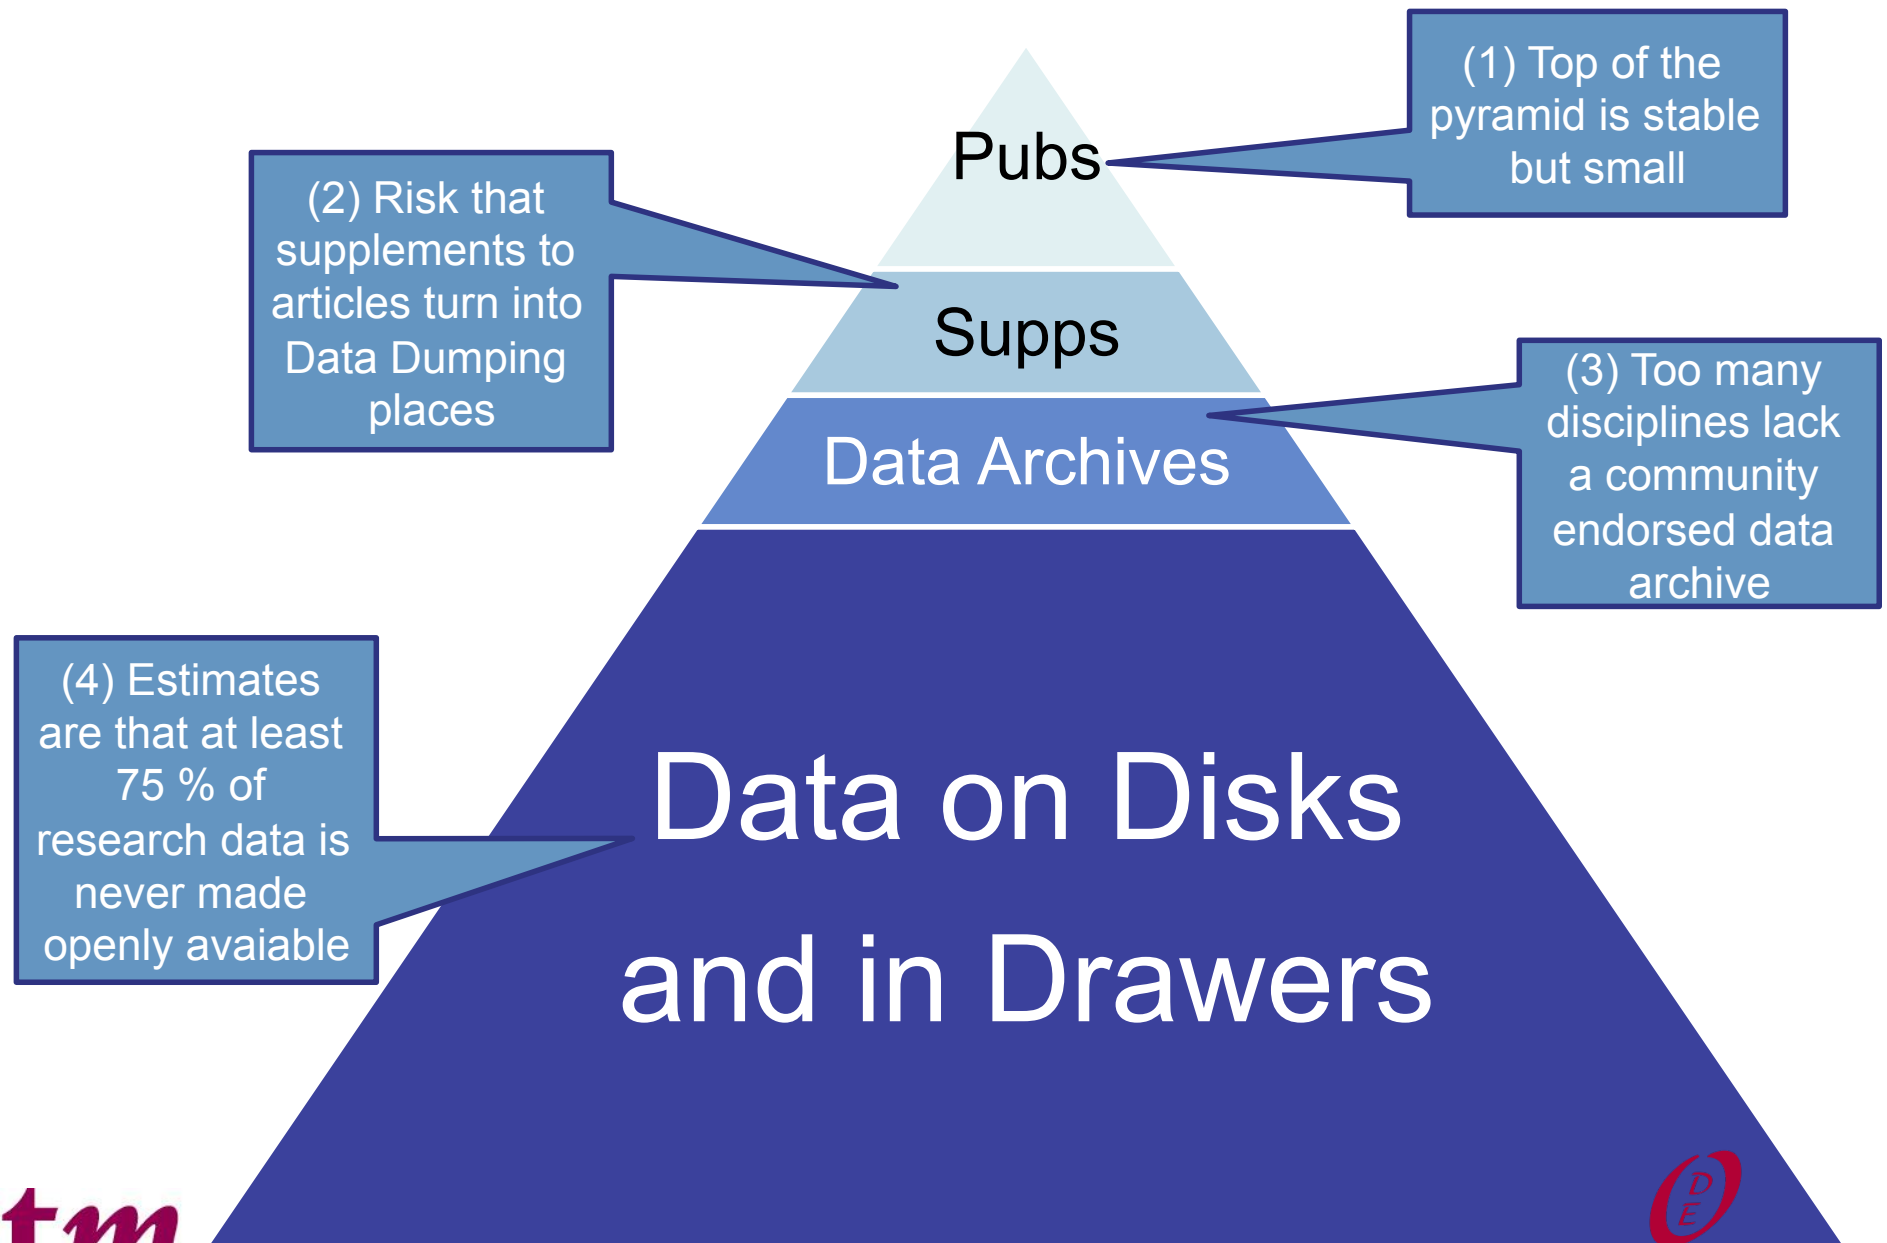 (1) Top of the
pyramid is stable
but small
Pubs
(2) Risk that
supplements to
articles turn into
Data Dumping
places
Supps
(3) Too many
disciplines lack
a community
endorsed data
archive
Data Archives
(4) Estimates
are that at least
75 % of
research data is
never made
openly avaiable
Data on Disks
and in Drawers
tm
O
D
E